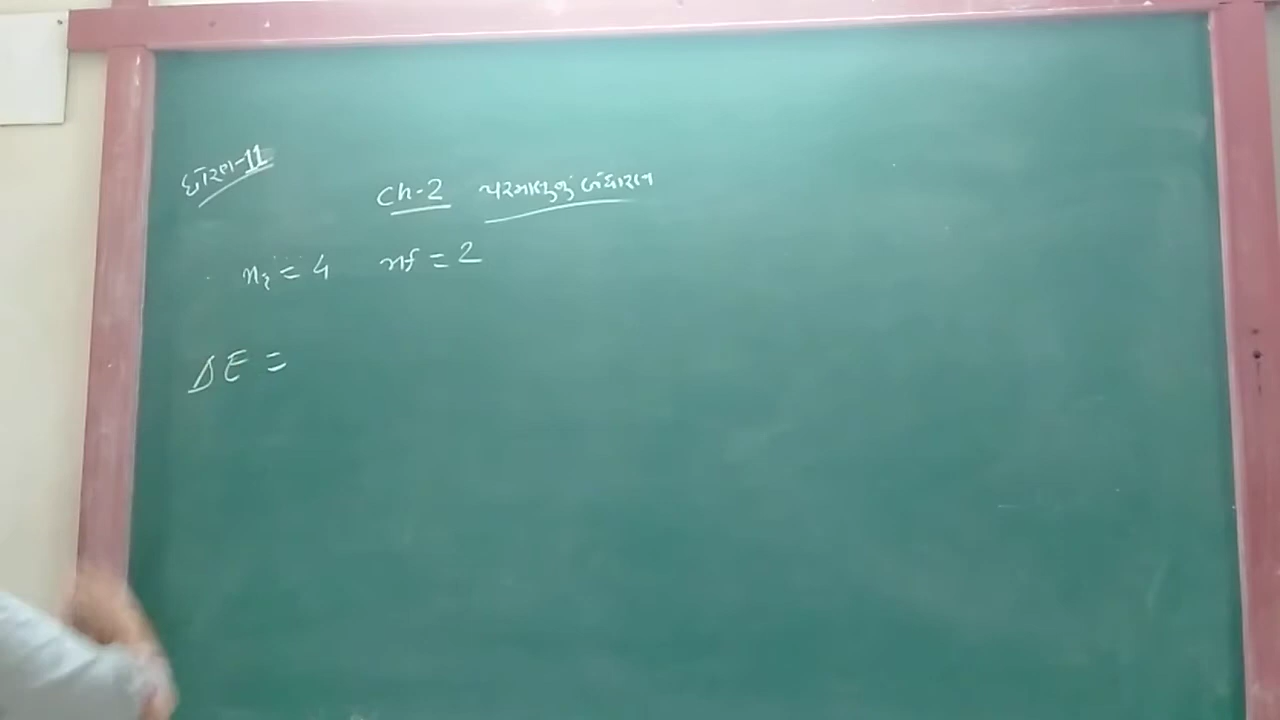 ધોરણ-11
Ch-2 પરમાણુનું બંધારણ
ni = 4 nf = 2
ΔE =